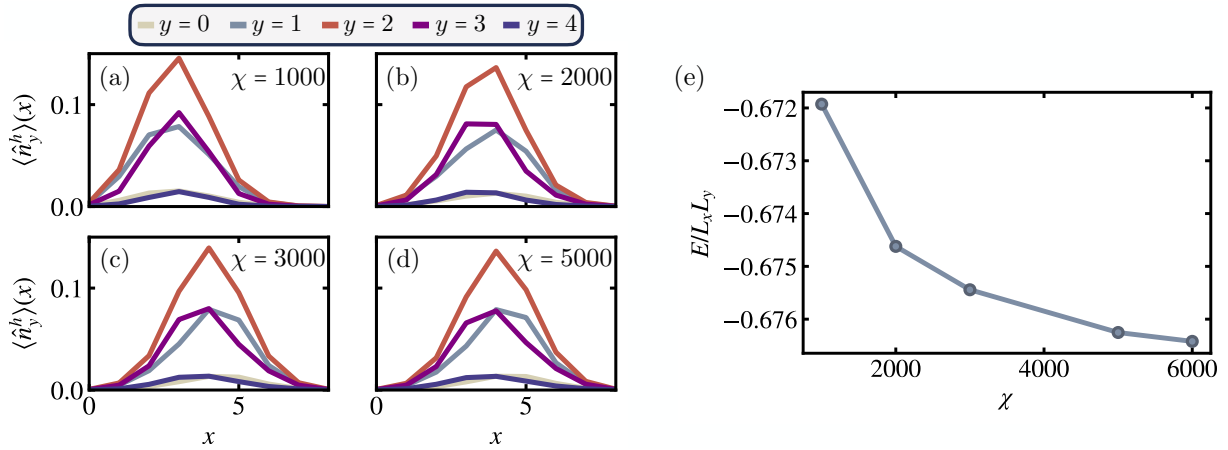 y = 0 y = 1 y = 2 y = 3 y = 4
(a) χ = 1000
(b) χ = 2000
⟨n̂ʰ_y⟩(x)
0.1
0.0
(c) χ = 3000
(d) χ = 5000
⟨n̂ʰ_y⟩(x)
0.1
0.0
0 5
0 5
x
x
(e)
E/L_xL_y
−0.672
−0.673
−0.674
−0.675
−0.676
2000 4000 6000
χ